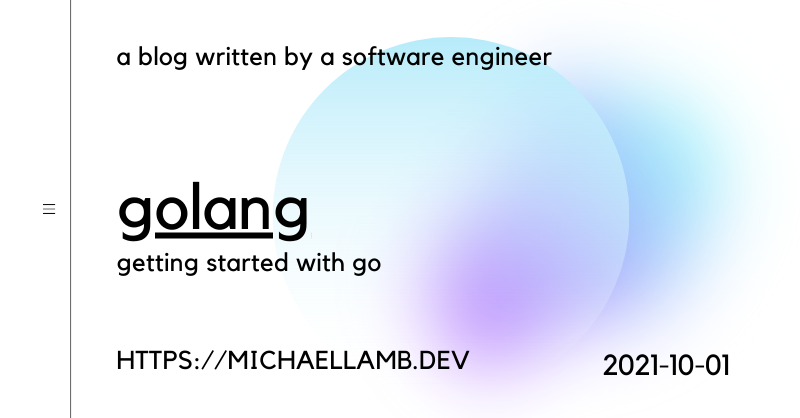 a blog written by a software engineer
golang
getting started with go
HTTPS://MICHAELLAMB.DEV
2021-10-01